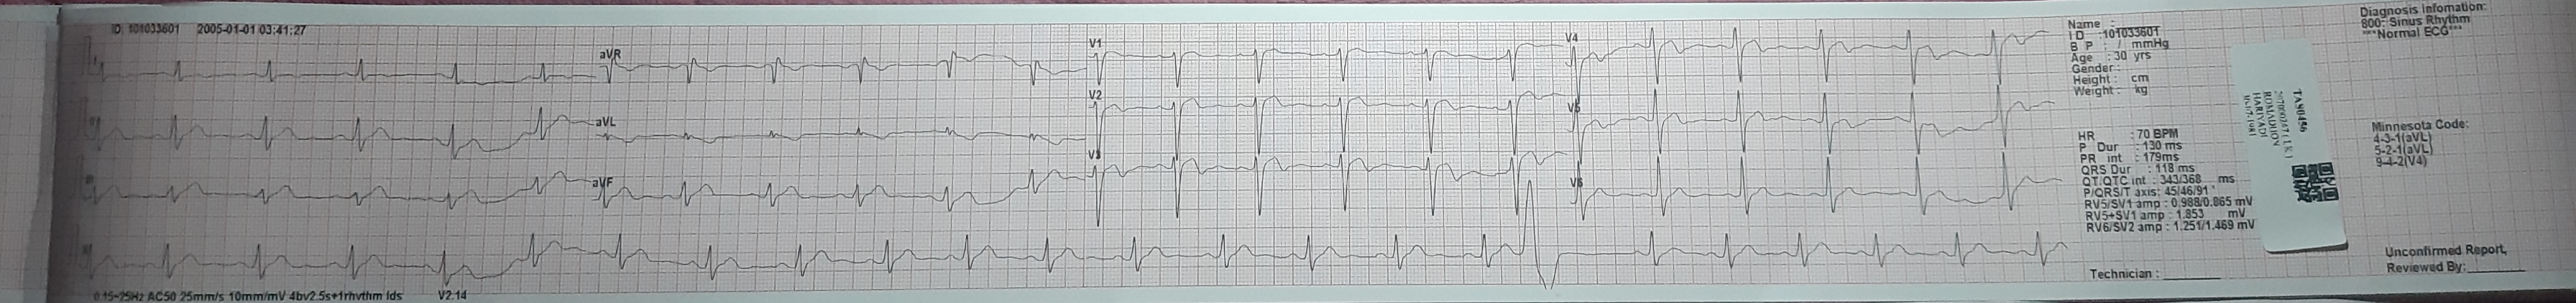 ID: 101033601 2005-01-01 03:41:27
aVR
aVL
aVF
V1
V2
V3
V4
V5
V6
0.15~25Hz AC50 25mm/s 10mm/mV 4by2.5s+1rhythm lds V2.14
Name :
ID :101033601
B P : / mmHg
Age : 30 yrs
Gender:
Height : cm
Weight : kg
HR : 70 BPM
P Dur : 130 ms
PR int : 179ms
QRS Dur : 118 ms
QT/QTC int : 343/368 ms
P/QRS/T axis: 45/46/91 °
RV5/SV1 amp : 0.988/0.865 mV
RV5+SV1 amp : 1.853 mV
RV6/SV2 amp : 1.251/1.469 mV
Technician :
HARIYADI
Diagnosis Infomation:
800: Sinus Rhythm
***Normal ECG***
Minnesota Code:
4-3-1(aVL)
5-2-1(aVL)
9-4-2(V4)
Unconfirmed Report,
Reviewed By: